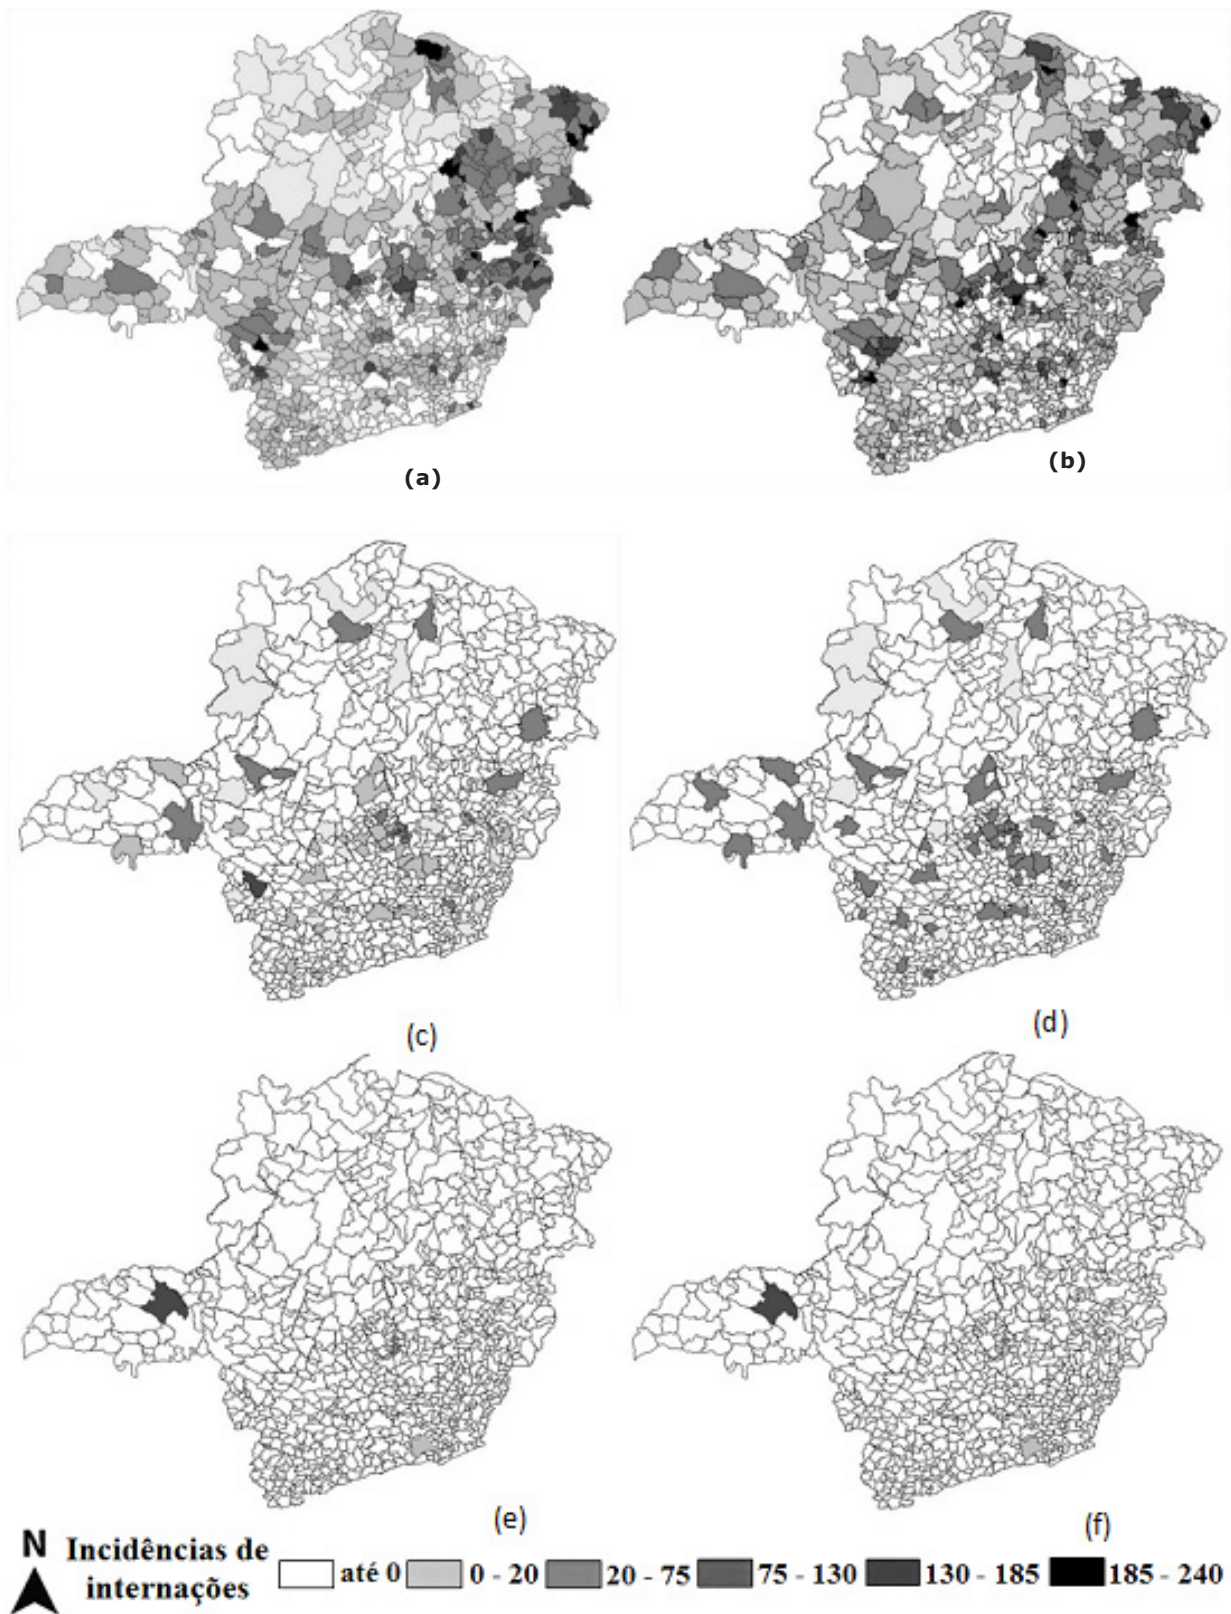 (a)
(b)
(c)
(d)
(e)
(f)
N
Incidências de
internações
até 0
0 - 20
20 - 75
75 - 130
130 - 185
185 - 240